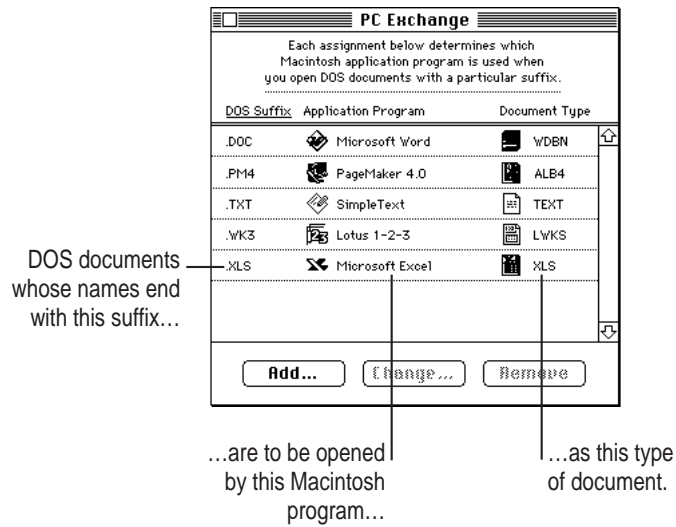 PC Exchange
Each assignment below determines which
Macintosh application program is used when
you open DOS documents with a particular suffix.
DOS Suffix Application Program Document Type
.DOC Microsoft Word WDBN
.PM4 PageMaker 4.0 ALB4
.TXT SimpleText TEXT
.WK3 Lotus 1-2-3 LWKS
.XLS Microsoft Excel XLS
DOS documents
whose names end
with this suffix…
Add... Change... Remove
…are to be opened
by this Macintosh
program…
…as this type
of document.